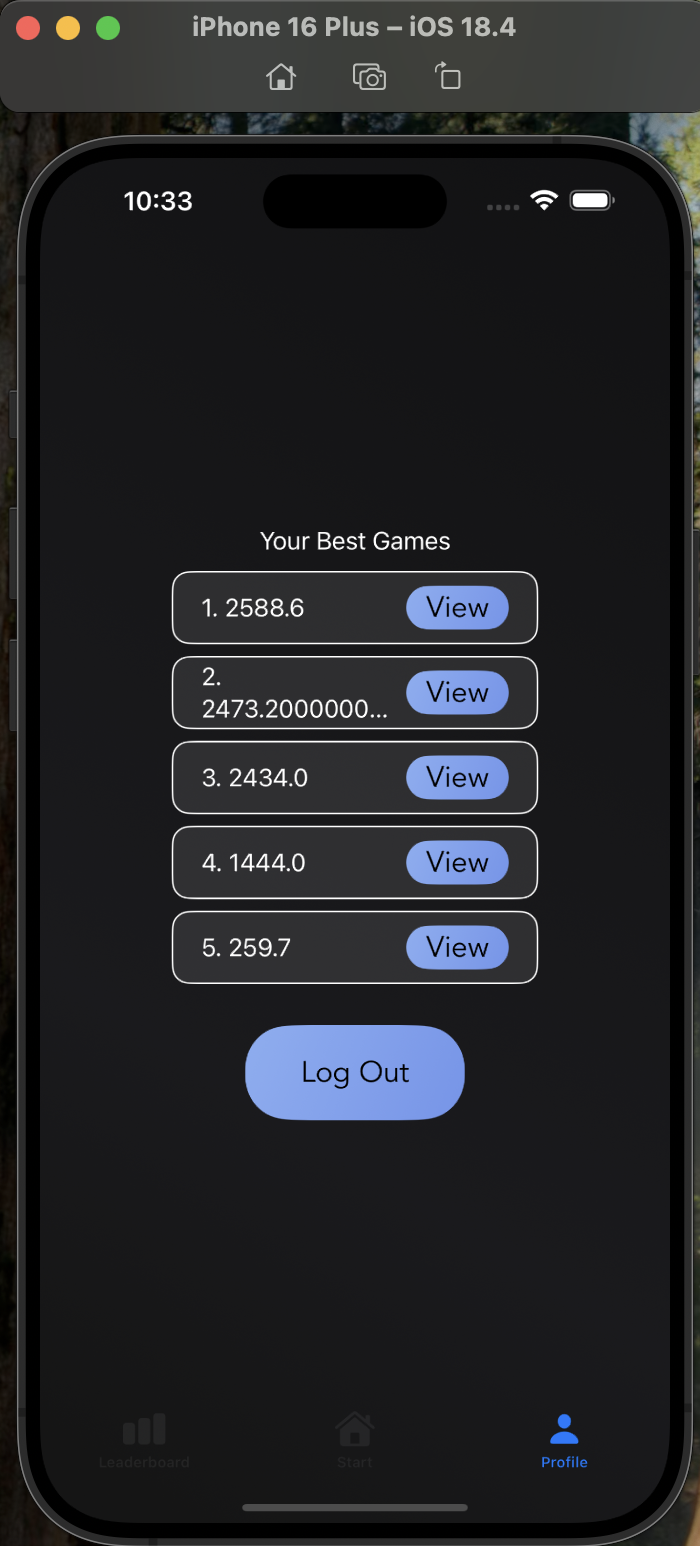 iPhone 16 Plus – iOS 18.4
10:33
Your Best Games
1. 2588.6
View
2.
2473.2000000...
View
3. 2434.0
View
4. 1444.0
View
5. 259.7
View
Log Out
Leaderboard
Start
Profile